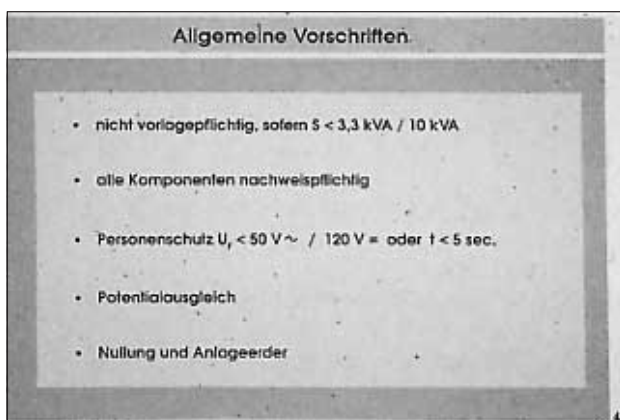 Allgemeine Vorschriften
• nicht vorlagepflichtig, sofern S < 3,3 kVA / 10 kVA
• alle Komponenten nachweispflichtig
• Personenschutz U, < 50 V ~ / 120 V = oder t < 5 sec.
• Potentialausgleich
• Nullung und Anlageerder